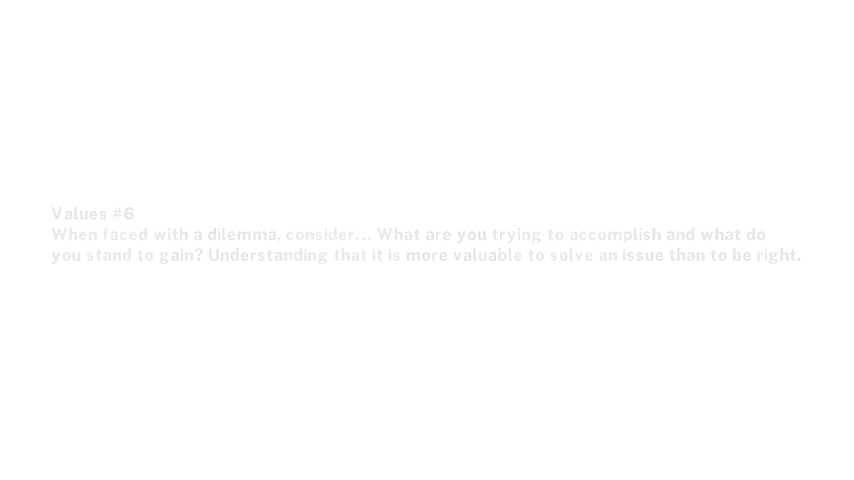 Values #6
When faced with a dilemma, consider... What are you trying to accomplish and what do
you stand to gain? Understanding that it is more valuable to solve an issue than to be right.